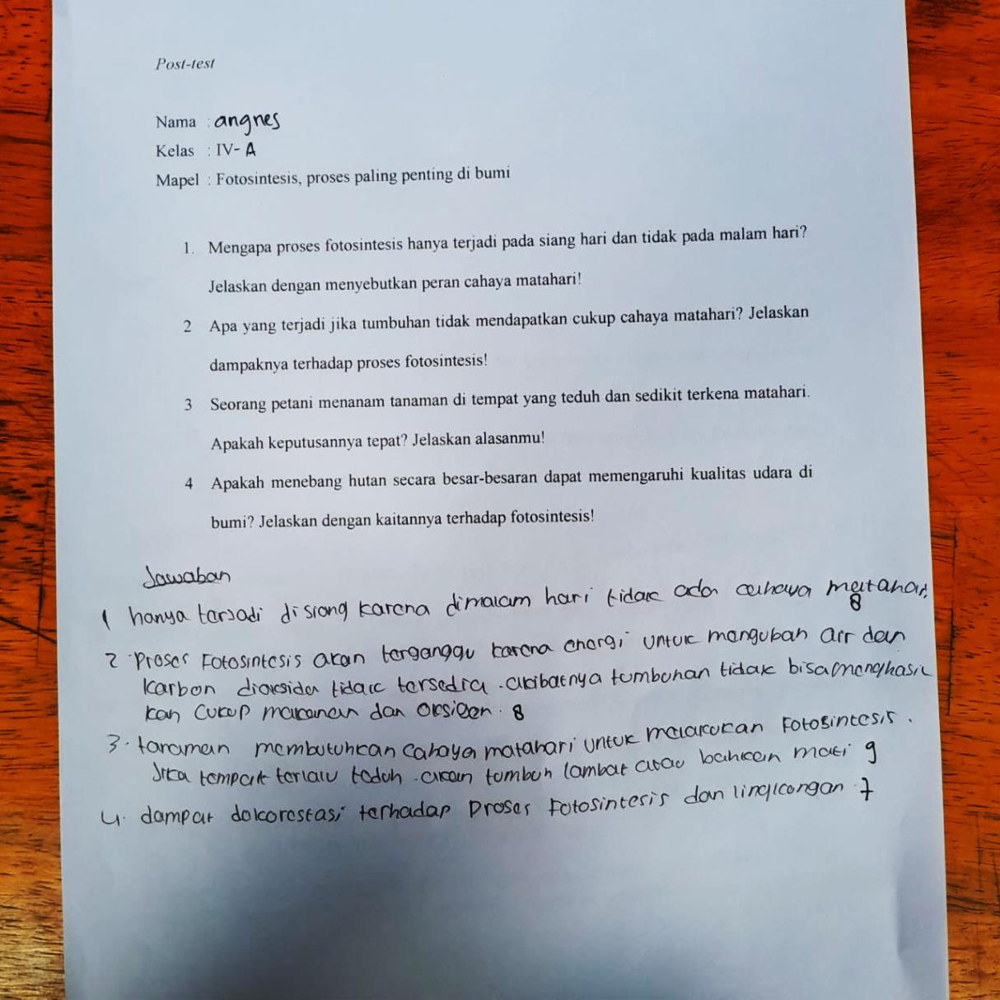 Post-test
Nama : angnes
Kelas : IV-A
Mapel : Fotosintesis, proses paling penting di bumi
1. Mengapa proses fotosintesis hanya terjadi pada siang hari dan tidak pada malam hari?
Jelaskan dengan menyebutkan peran cahaya matahari!
2 Apa yang terjadi jika tumbuhan tidak mendapatkan cukup cahaya matahari? Jelaskan
dampaknya terhadap proses fotosintesis!
3 Seorang petani menanam tanaman di tempat yang teduh dan sedikit terkena matahari.
Apakah keputusannya tepat? Jelaskan alasanmu!
4 Apakah menebang hutan secara besar-besaran dapat memengaruhi kualitas udara di
bumi? Jelaskan dengan kaitannya terhadap fotosintesis!
Jawaban
1 hanya terjadi di siang karena dimalam hari tidak ada cahaya matahari
8
2 Proses Fotosintesis akan terganggu karena energi untuk mengubah air dan
karbon dioksida tidak tersedia. akibatnya tumbuhan tidak bisa menghasil
kan cukup makanan dan oksigen. 8
3. tanaman membutuhkan cahaya matahari untuk melakukan Fotosintesis.
Jika tempat terlalu teduh. akan tumbuh lambat atau bahkan mati 9
4. dampak deforestasi terhadap proses Fotosintesis dan lingkungan. 7